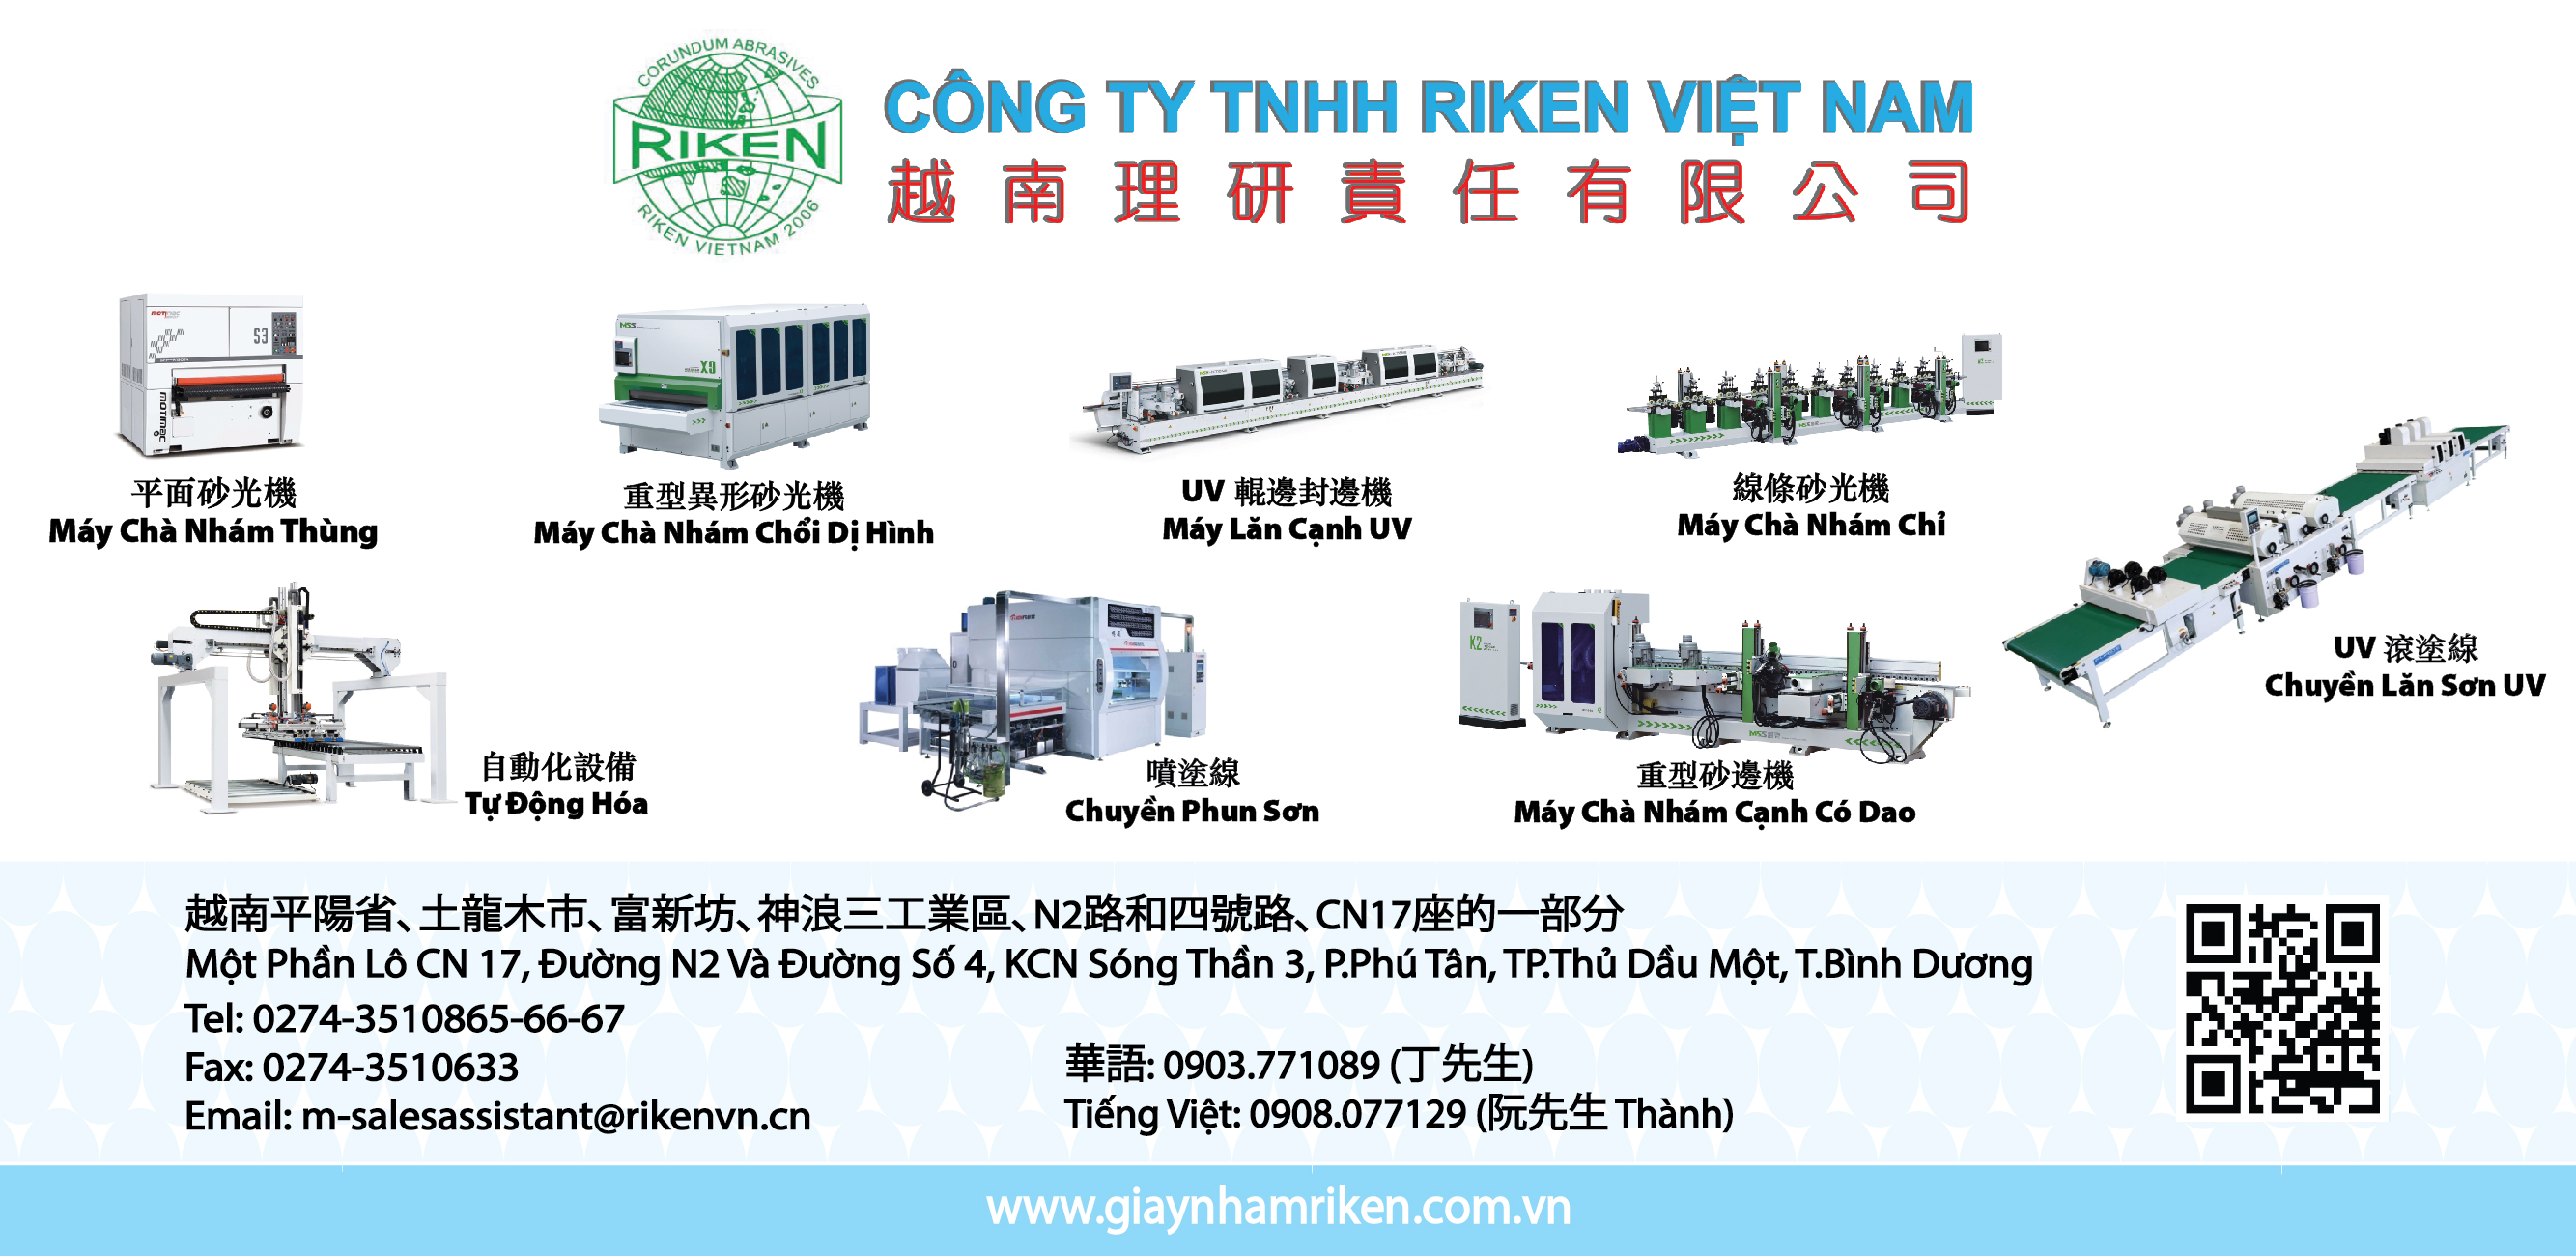 CORUNDUM ABRASIVES
RIKEN
RIKEN VIETNAM 2006
CÔNG TY TNHH RIKEN VIỆT NAM
越南理研責任有限公司
S3
MOTIMAC
平面砂光機
Máy Chà Nhám Thùng
MSS
X9
重型異形砂光機
Máy Chà Nhám Chổi Dị Hình
UV 輥邊封邊機
Máy Lăn Cạnh UV
MSS
線條砂光機
Máy Chà Nhám Chỉ
UV 滾塗線
Chuyền Lăn Sơn UV
自動化設備
Tự Động Hóa
噴塗線
Chuyền Phun Sơn
K2
MSS
重型砂邊機
Máy Chà Nhám Cạnh Có Dao
越南平陽省、土龍木市、富新坊、神浪三工業區、N2路和四號路、CN17座的一部分
Một Phần Lô CN 17, Đường N2 Và Đường Số 4, KCN Sóng Thần 3, P.Phú Tân, TP.Thủ Dầu Một, T.Bình Dương
Tel: 0274-3510865-66-67
Fax: 0274-3510633
Email: m-salesassistant@rikenvn.cn
華語: 0903.771089 (丁先生)
Tiếng Việt: 0908.077129 (阮先生 Thành)
www.giaynhamriken.com.vn